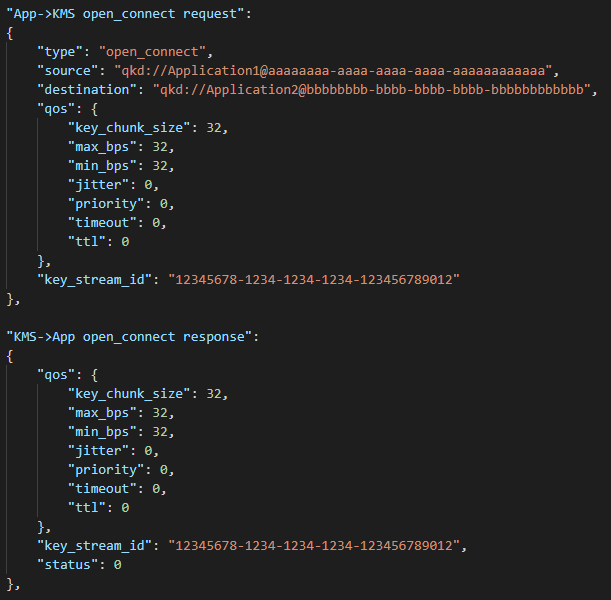 "App->KMS open_connect request":
{
"type": "open_connect",
"source": "qkd://Application1@aaaaaaaa-aaaa-aaaa-aaaa-aaaaaaaaaaaa",
"destination": "qkd://Application2@bbbbbbbb-bbbb-bbbb-bbbb-bbbbbbbbbbbb",
"qos": {
"key_chunk_size": 32,
"max_bps": 32,
"min_bps": 32,
"jitter": 0,
"priority": 0,
"timeout": 0,
"ttl": 0
},
"key_stream_id": "12345678-1234-1234-1234-123456789012"
},
"KMS->App open_connect response":
{
"qos": {
"key_chunk_size": 32,
"max_bps": 32,
"min_bps": 32,
"jitter": 0,
"priority": 0,
"timeout": 0,
"ttl": 0
},
"key_stream_id": "12345678-1234-1234-1234-123456789012",
"status": 0
},